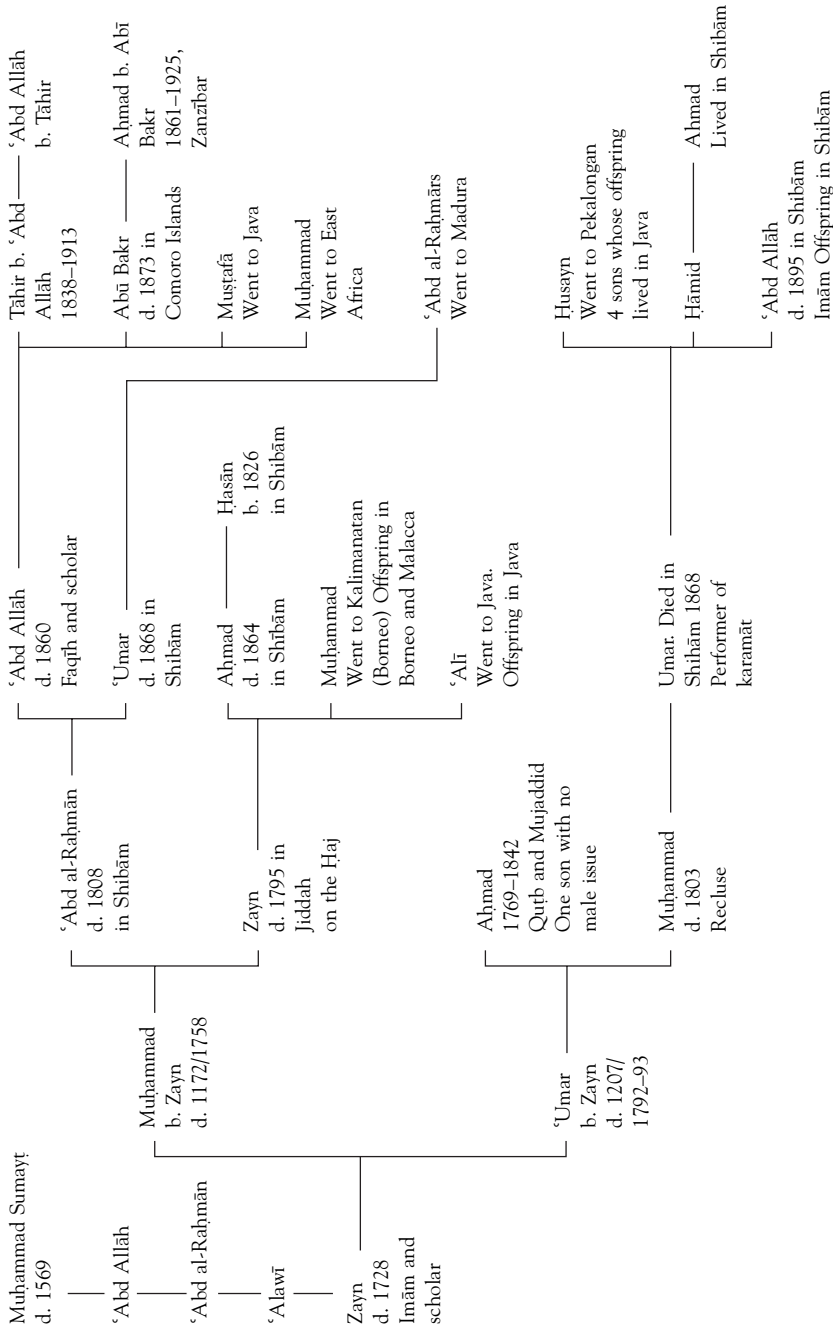 Muḥammad Sumayṭ
d. 1569
ʿAbd Allāh
ʿAbd al-Raḥmān
ʿAlawī
Zayn
d. 1728
Imām and
scholar
Muḥammad
b. Zayn
d. 1172/1758
ʿUmar
b. Zayn
d. 1207/
1792–93
ʿAbd al-Raḥmān
d. 1808
in Shibām
Zayn
d. 1795 in
Jiddah
on the Ḥaj
Aḥmad
1769–1842
Quṭb and Mujaddid
One son with no
male issue
Muḥammad
d. 1803
Recluse
ʿAbd Allāh
d. 1860
Faqīh and scholar
ʿUmar
d. 1868 in
Shibām
Aḥmad
d. 1864
in Shībām
Ḥasān
b. 1826
in Shibām
Muḥammad
Went to Kalimanatan
(Borneo) Offspring in
Borneo and Malacca
ʿAlī
Went to Java.
Offspring in Java
Umar. Died in
Shihām 1868
Performer of
karamāt
Tāhir b. ʿAbd
Allāh
1838–1913
ʿAbd Allāh
b. Tāhir
Abū Bakr
d. 1873 in
Comoro Islands
Aḥmad b. Abī
Bakr
1861–1925,
Zanzībar
Muṣṭafā
Went to Java
Muḥammad
Went to East
Africa
ʿAbd al-Raḥmārs
Went to Madura
Ḥusayn
Went to Pekalongan
4 sons whose offspring
lived in Java
Ḥāmid
Aḥmad
Lived in Shibām
ʿAbd Allāh
d. 1895 in Shibām
Imām Offspring in Shibām